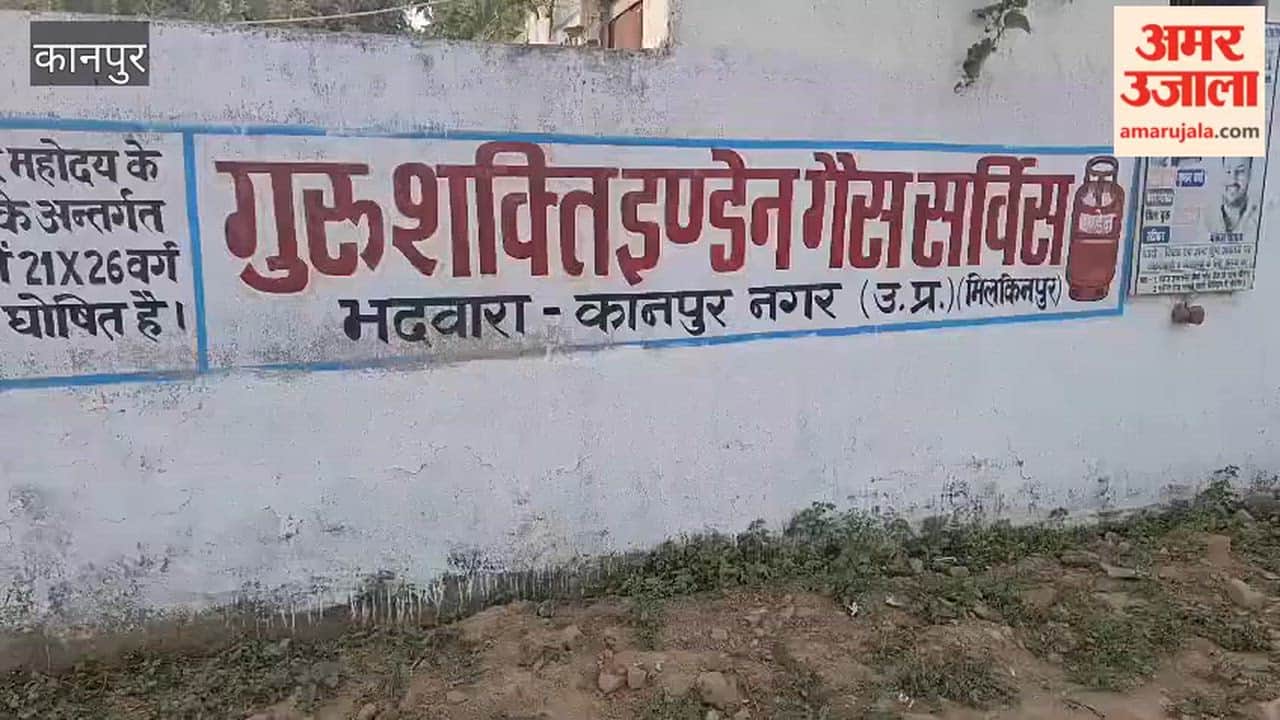 कानपुर
अमर
उजाला
amarujala.com
महोदय के
के अन्तर्गत
21X26 वर्ग
घोषित है।
गुरु शक्ति इण्डेन गैस सर्विस
भदवारा - कानपुर नगर (उ.प्र.) (मिलकिनपुर)